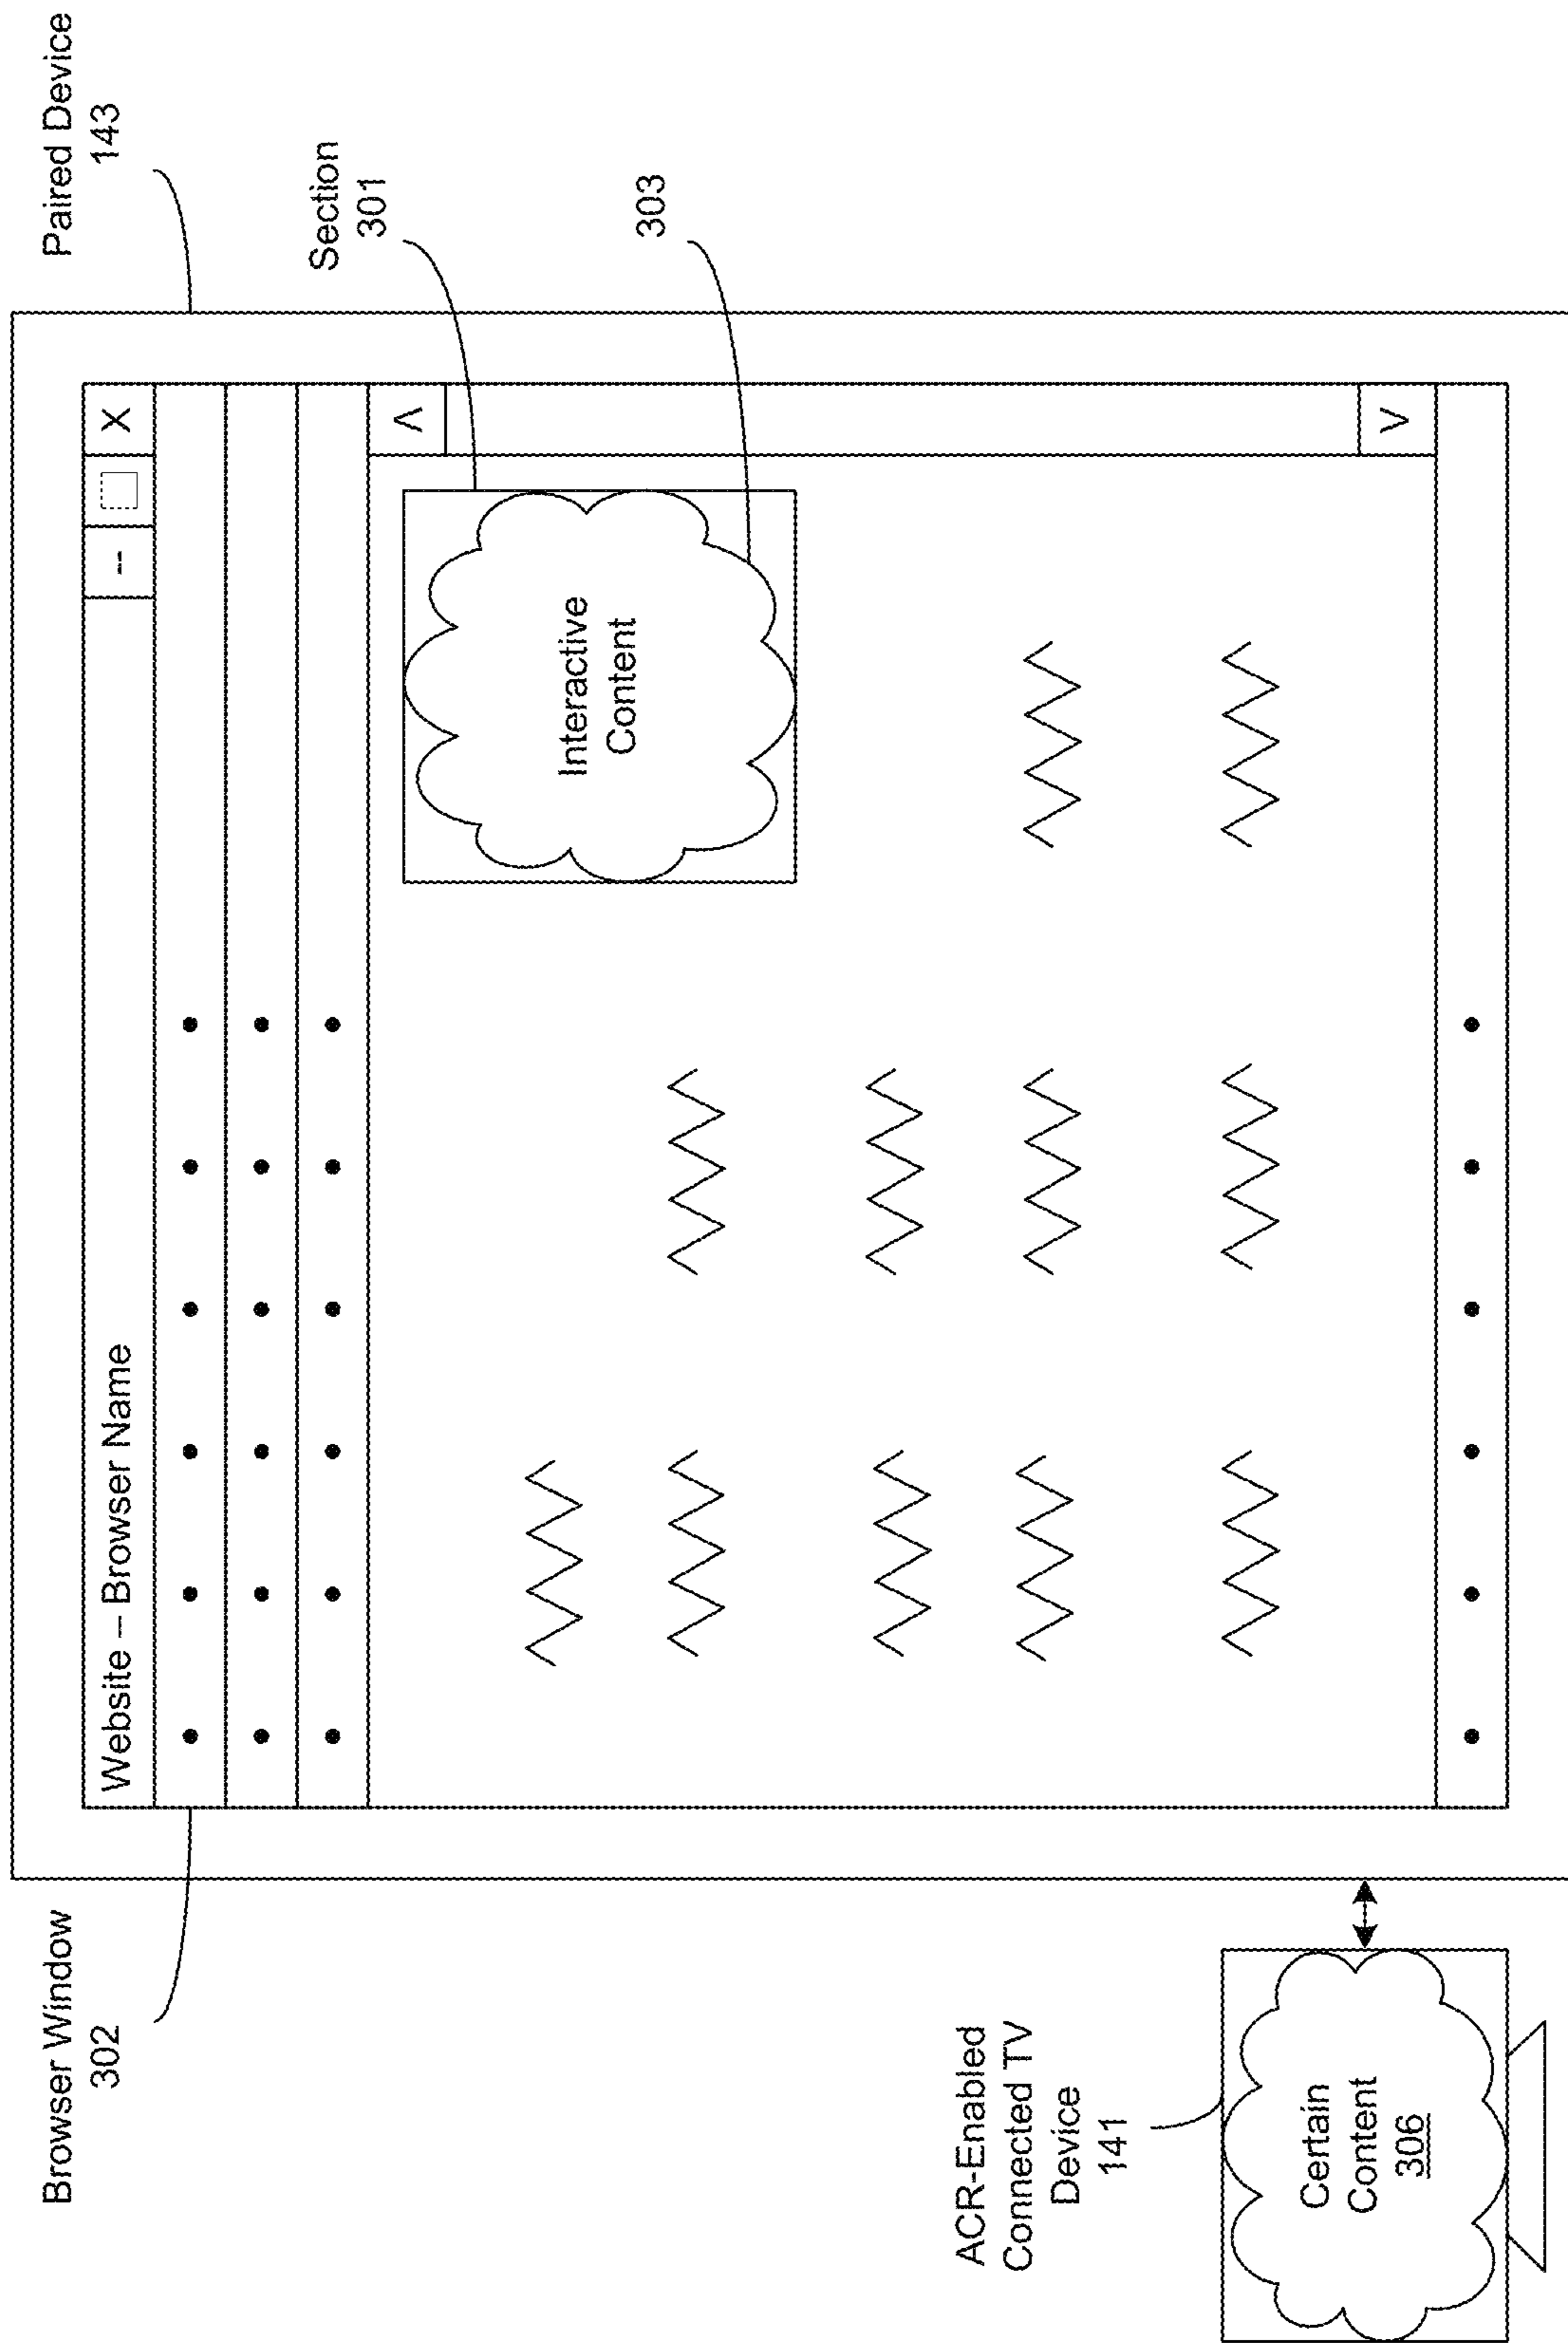 Browser Window
302
Paired Device
143
Website – Browser Name
--
X
Section
301
Interactive
Content
303
ACR-Enabled
Connected TV
Device
141
Certain
Content
306